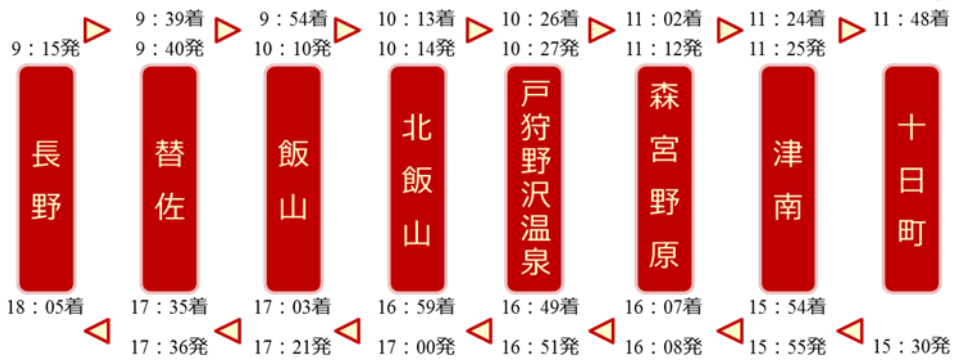 9：39着 9：54着 10：13着 10：26着 11：02着 11：24着 11：48着
9：15発 9：40発 10：10発 10：14発 10：27発 11：12発 11：25発
長野 替佐 飯山 北飯山 戸狩野沢温泉 森宮野原 津南 十日町
18：05着 17：35着 17：03着 16：59着 16：49着 16：07着 15：54着
17：36発 17：21発 17：00発 16：51発 16：08発 15：55発 15：30発